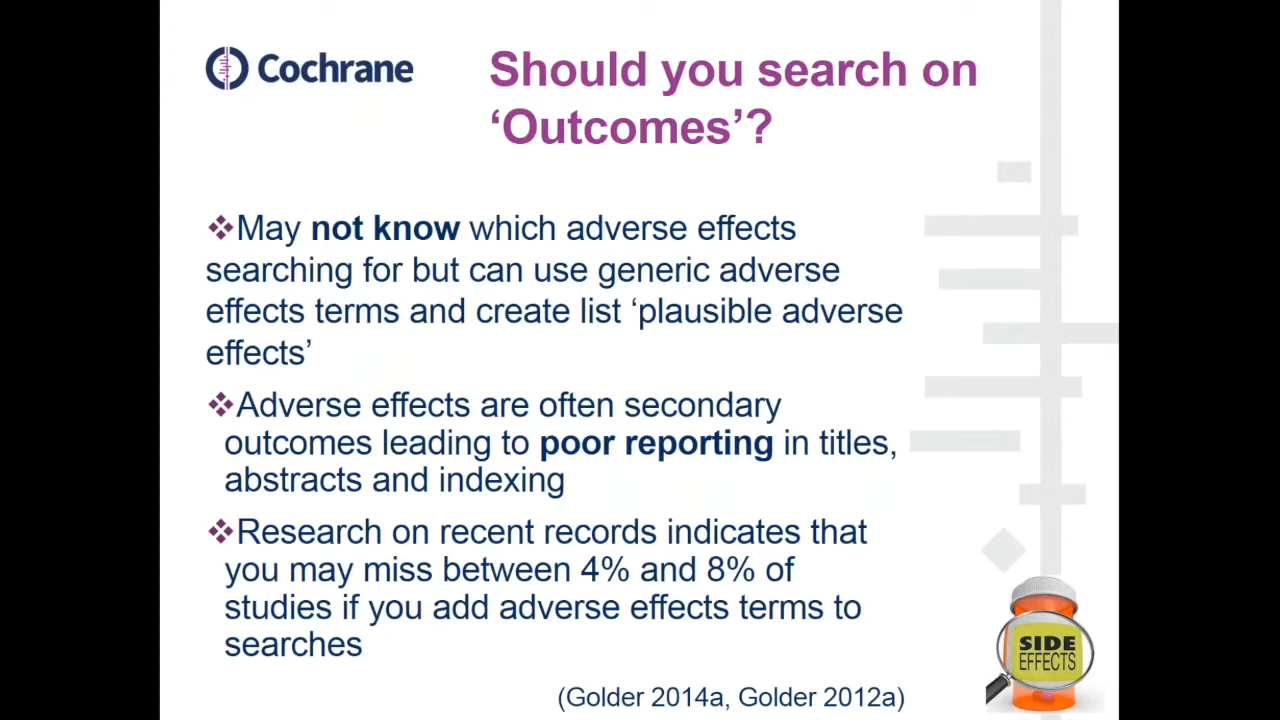 Cochrane
Should you search on
‘Outcomes’?
❖May not know which adverse effects
searching for but can use generic adverse
effects terms and create list ‘plausible adverse
effects’
❖Adverse effects are often secondary
outcomes leading to poor reporting in titles,
abstracts and indexing
❖Research on recent records indicates that
you may miss between 4% and 8% of
studies if you add adverse effects terms to
searches
SIDE
EFFECTS
(Golder 2014a, Golder 2012a)